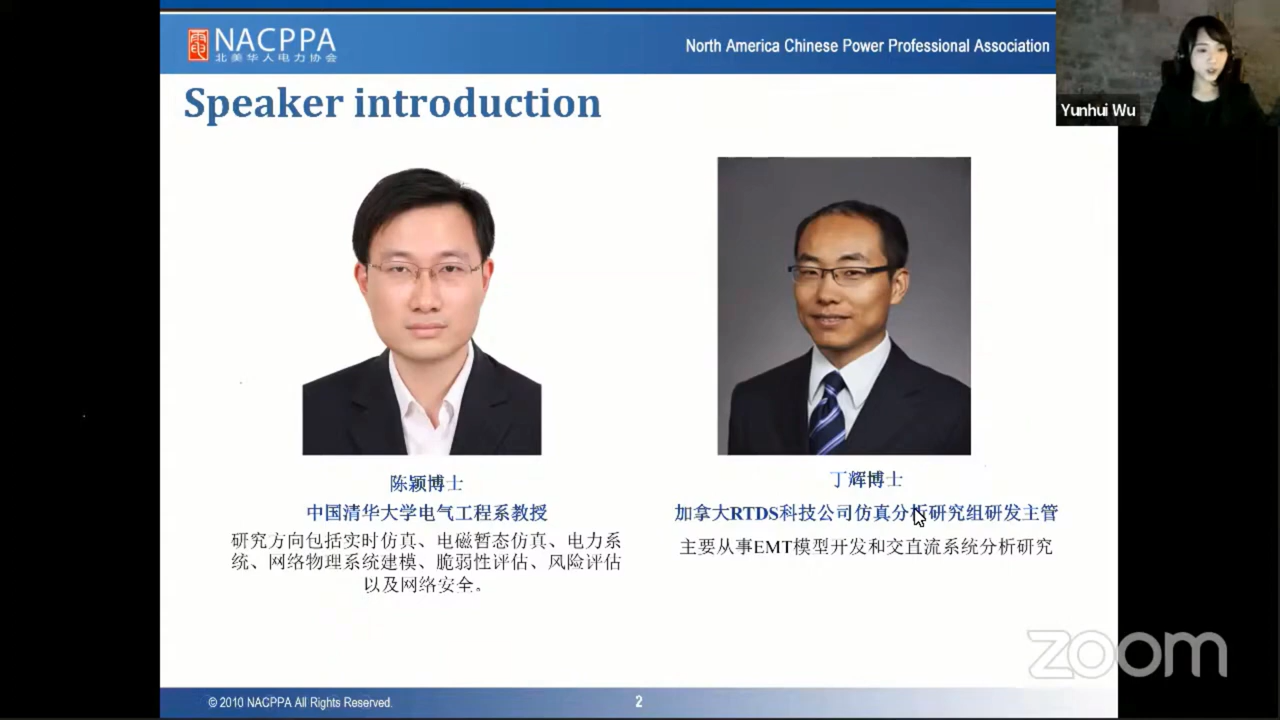 電
NACPPA
北美华人电力协会
North America Chinese Power Professional Association
Yunhui Wu
Speaker introduction
陈颖博士
中国清华大学电气工程系教授
研究方向包括实时仿真、电磁暂态仿真、电力系
统、网络物理系统建模、脆弱性评估、风险评估
以及网络安全。
丁辉博士
加拿大RTDS科技公司仿真分析研究组研发主管
主要从事EMT模型开发和交直流系统分析研究
zoom
© 2010 NACPPA All Rights Reserved.
2